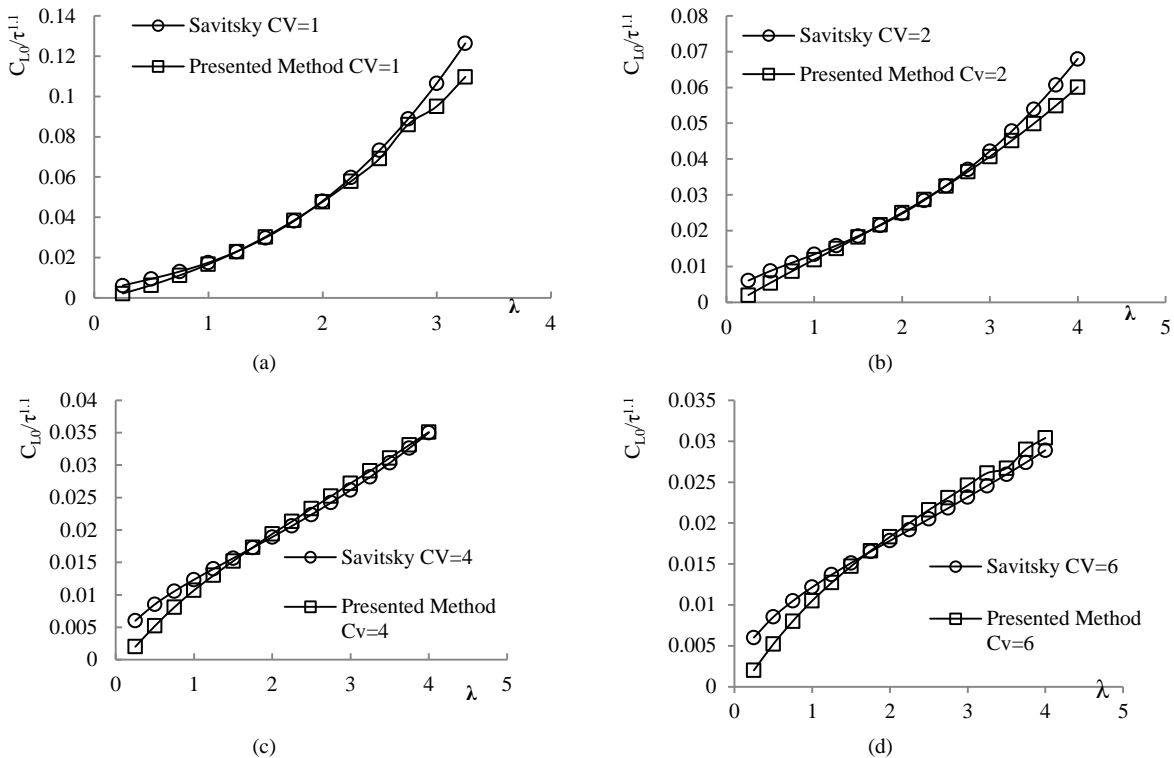 0.14
0.12
0.1
0.08
0.06
0.04
0.02
0
C_L0/τ^1.1
Savitsky CV=1
Presented Method CV=1
0 1 2 3 4
λ
(a)
0.08
0.07
0.06
0.05
0.04
0.03
0.02
0.01
0.00
C_L0/τ^1.1
Savitsky CV=2
Presented Method Cv=2
0 1 2 3 4 5
λ
(b)
0.04
0.035
0.03
0.025
0.02
0.015
0.01
0.005
0
C_L0/τ^1.1
Savitsky CV=4
Presented Method
Cv=4
0 1 2 3 4 5
λ
(c)
0.035
0.03
0.025
0.02
0.015
0.01
0.005
0
C_L0/τ^1.1
Savitsky CV=6
Presented Method
Cv=6
0 1 2 3 4 5
λ
(d)